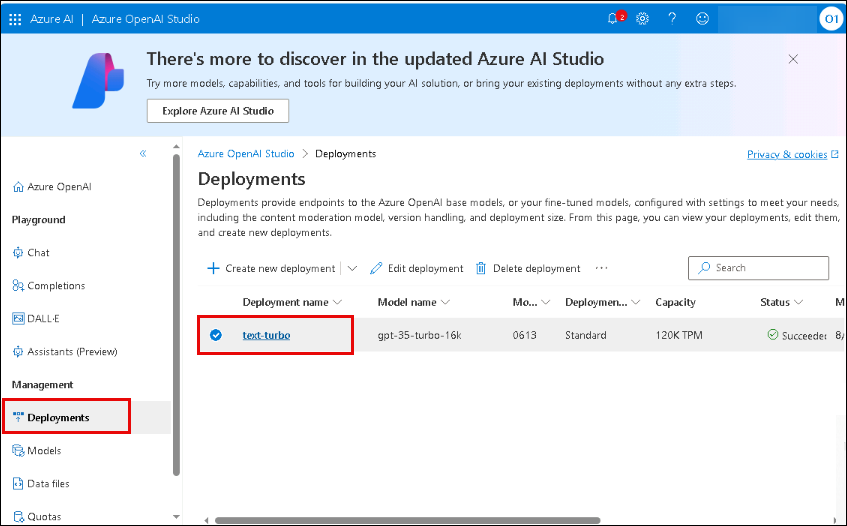 Azure AI | Azure OpenAI Studio
2
O1
There's more to discover in the updated Azure AI Studio
Try more models, capabilities, and tools for building your AI solution, or bring your existing deployments without any extra steps.
Explore Azure AI Studio
Azure OpenAI
Playground
Chat
Completions
DALL·E
Assistants (Preview)
Management
Deployments
Models
Data files
Quotas
Azure OpenAI Studio > Deployments
Privacy & cookies
Deployments
Deployments provide endpoints to the Azure OpenAI base models, or your fine-tuned models, configured with settings to meet your needs,
including the content moderation model, version handling, and deployment size. From this page, you can view your deployments, edit them,
and create new deployments.
Create new deployment Edit deployment Delete deployment ··· Search
Deployment name Model name Mo... Deploymen... Capacity Status M
text-turbo gpt-35-turbo-16k 0613 Standard 120K TPM Succeeded 8/